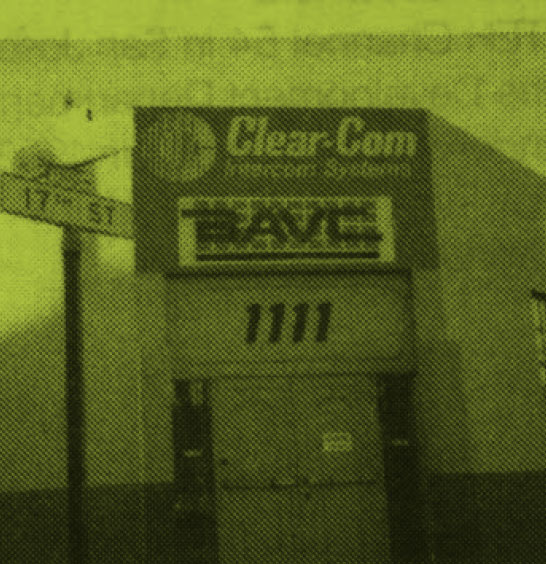 Clear-Com
Intercom Systems
17TH ST
BAVC
1111